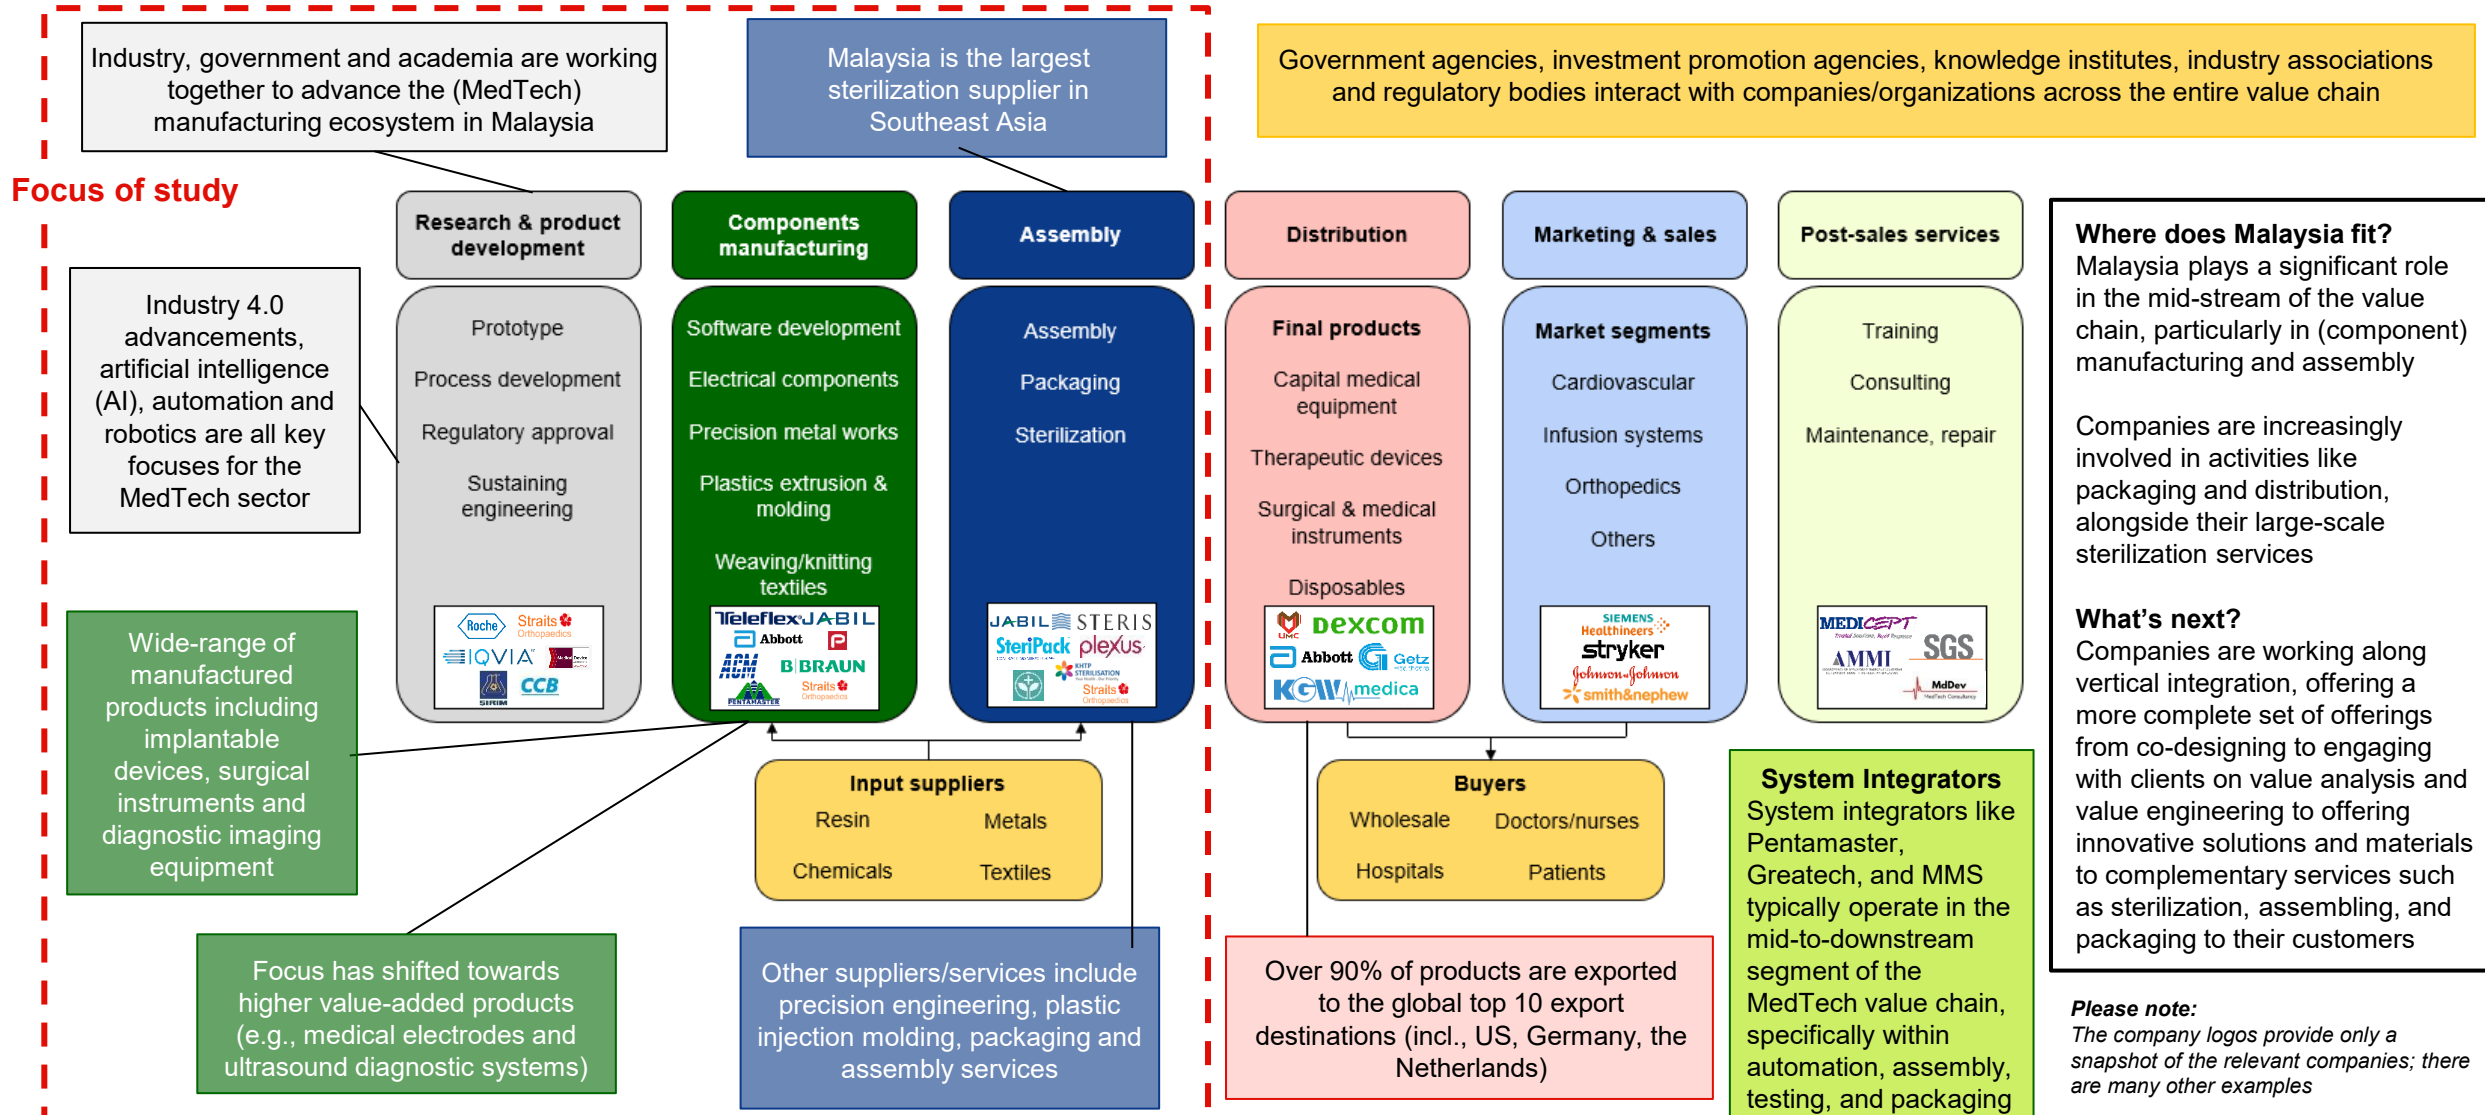 Industry, government and academia are working
together to advance the (MedTech)
manufacturing ecosystem in Malaysia
Malaysia is the largest
sterilization supplier in
Southeast Asia
Government agencies, investment promotion agencies, knowledge institutes, industry associations
and regulatory bodies interact with companies/organizations across the entire value chain
Focus of study
Research & product
development
Components
manufacturing
Assembly
Distribution
Marketing & sales
Post-sales services
Industry 4.0
advancements,
artificial intelligence
(AI), automation and
robotics are all key
focuses for the
MedTech sector
Prototype
Process development
Regulatory approval
Sustaining
engineering
Roche
Straits
Orthopaedics
IQVIA
SIRIM
CCB
Software development
Electrical components
Precision metal works
Plastics extrusion &
molding
Weaving/knitting
textiles
Teleflex
JABIL
Abbott
ACM
B BRAUN
PENTAMASTER
Straits
Orthopaedics
Assembly
Packaging
Sterilization
JABIL
STERIS
SteriPack
plexus
KHTP
STERILISATION
Straits
Orthopaedics
Final products
Capital medical
equipment
Therapeutic devices
Surgical & medical
instruments
Disposables
UMC
Dexcom
Abbott
Getz
KGW
medica
Market segments
Cardiovascular
Infusion systems
Orthopedics
Others
SIEMENS
Healthineers
stryker
Johnson & Johnson
smith&nephew
Training
Consulting
Maintenance, repair
MEDICEPT
SGS
AMMI
MdDev
MedTech Consultancy
Where does Malaysia fit?
Malaysia plays a significant role
in the mid-stream of the value
chain, particularly in (component)
manufacturing and assembly
Companies are increasingly
involved in activities like
packaging and distribution,
alongside their large-scale
sterilization services
What's next?
Companies are working along
vertical integration, offering a
more complete set of offerings
from co-designing to engaging
with clients on value analysis and
value engineering to offering
innovative solutions and materials
to complementary services such
as sterilization, assembling, and
packaging to their customers
Wide-range of
manufactured
products including
implantable
devices, surgical
instruments and
diagnostic imaging
equipment
Input suppliers
Resin
Metals
Chemicals
Textiles
Buyers
Wholesale
Doctors/nurses
Hospitals
Patients
System Integrators
System integrators like
Pentamaster,
Greatech, and MMS
typically operate in the
mid-to-downstream
segment of the
MedTech value chain,
specifically within
automation, assembly,
testing, and packaging
Focus has shifted towards
higher value-added products
(e.g., medical electrodes and
ultrasound diagnostic systems)
Other suppliers/services include
precision engineering, plastic
injection molding, packaging and
assembly services
Over 90% of products are exported
to the global top 10 export
destinations (incl., US, Germany, the
Netherlands)
Please note:
The company logos provide only a
snapshot of the relevant companies; there
are many other examples